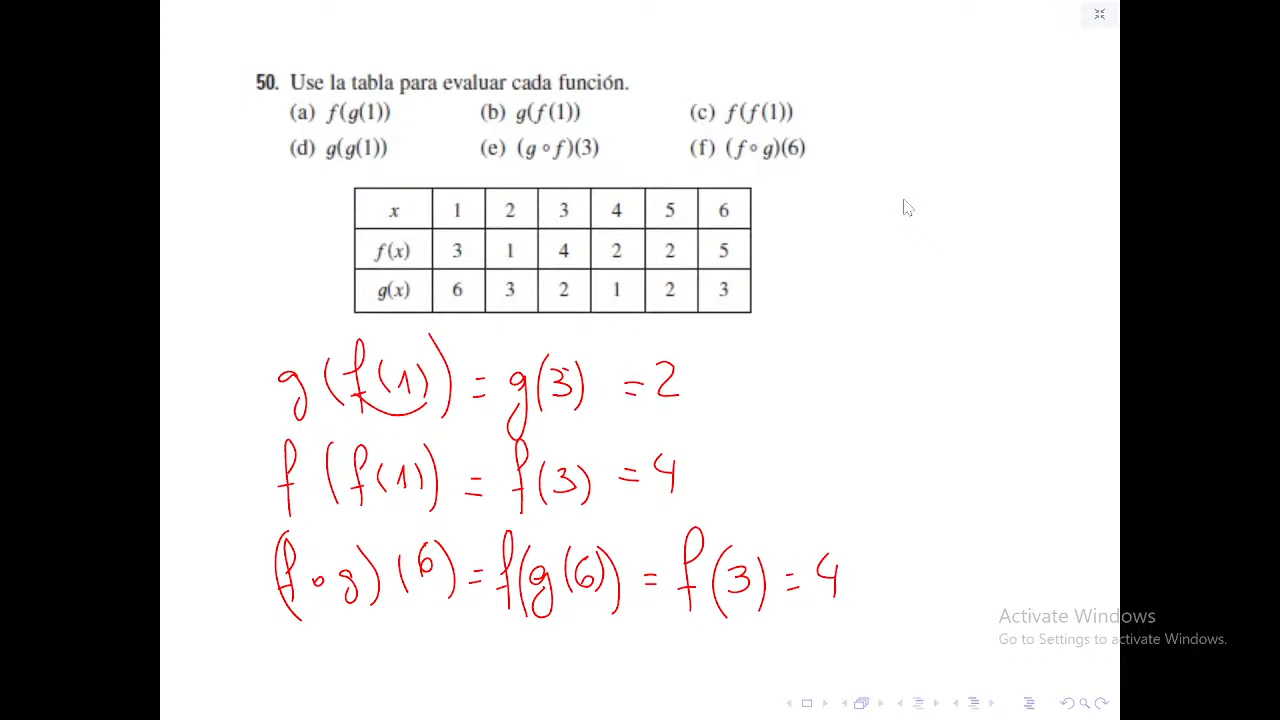 50. Use la tabla para evaluar cada función.
(a) f(g(1)) (b) g(f(1)) (c) f(f(1))
(d) g(g(1)) (e) (g ∘ f)(3) (f) (f ∘ g)(6)
x 1 2 3 4 5 6
f(x) 3 1 4 2 2 5
g(x) 6 3 2 1 2 3
g(f(1)) = g(3) = 2
f(f(1)) = f(3) = 4
(f∘g)(6) = f(g(6)) = f(3) = 4
Activate Windows
Go to Settings to activate Windows.